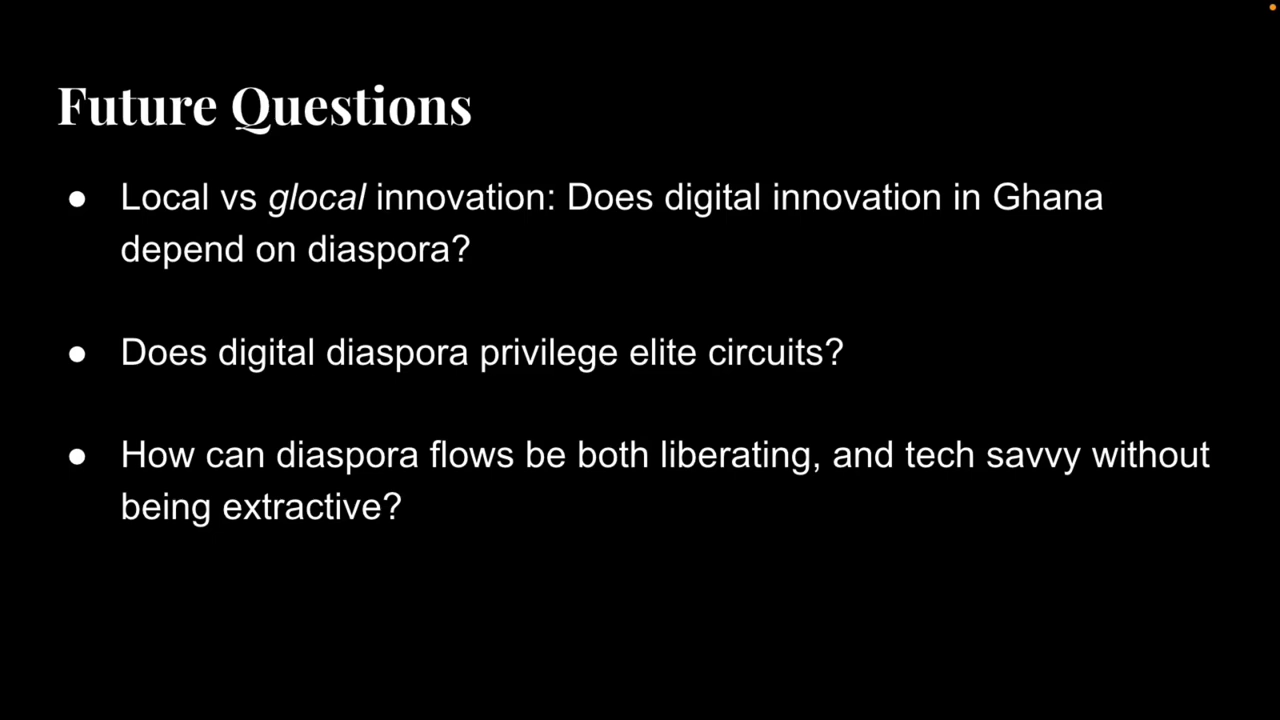 Future Questions
● Local vs glocal innovation: Does digital innovation in Ghana
depend on diaspora?
● Does digital diaspora privilege elite circuits?
● How can diaspora flows be both liberating, and tech savvy without
being extractive?